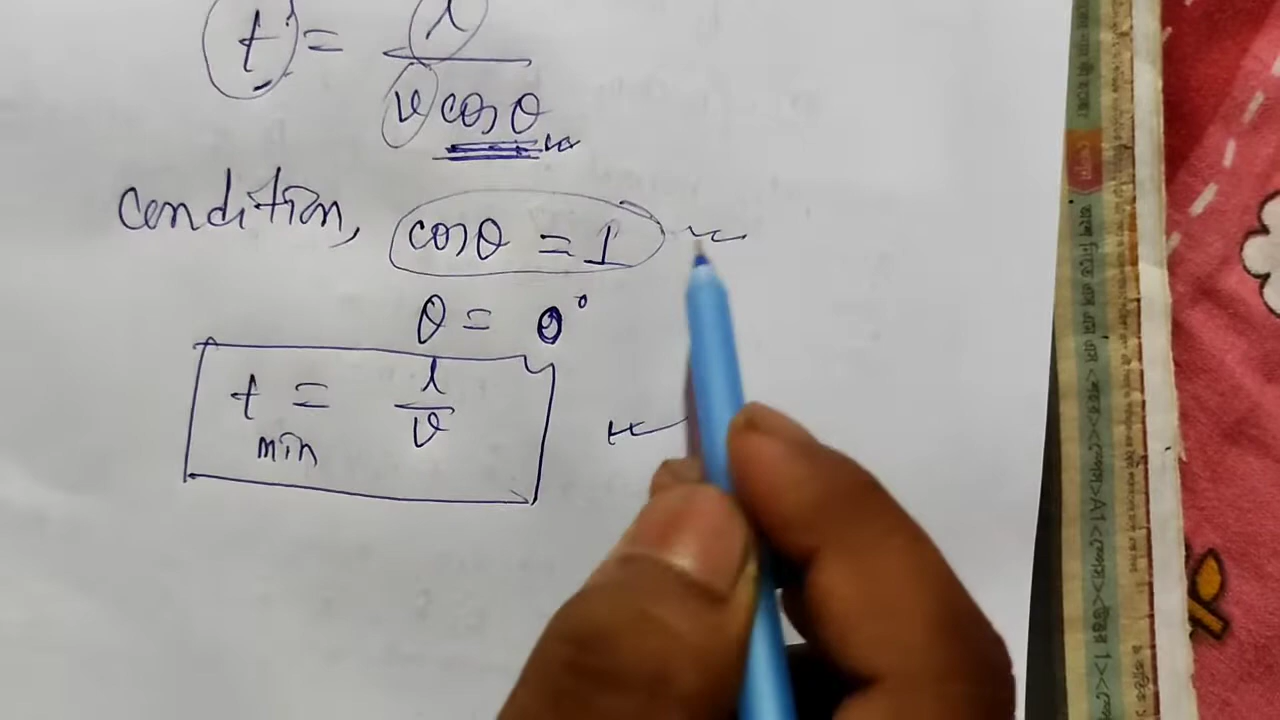 t = l
v cosθ
condition, cosθ = 1
θ = 0°
t = l
min v